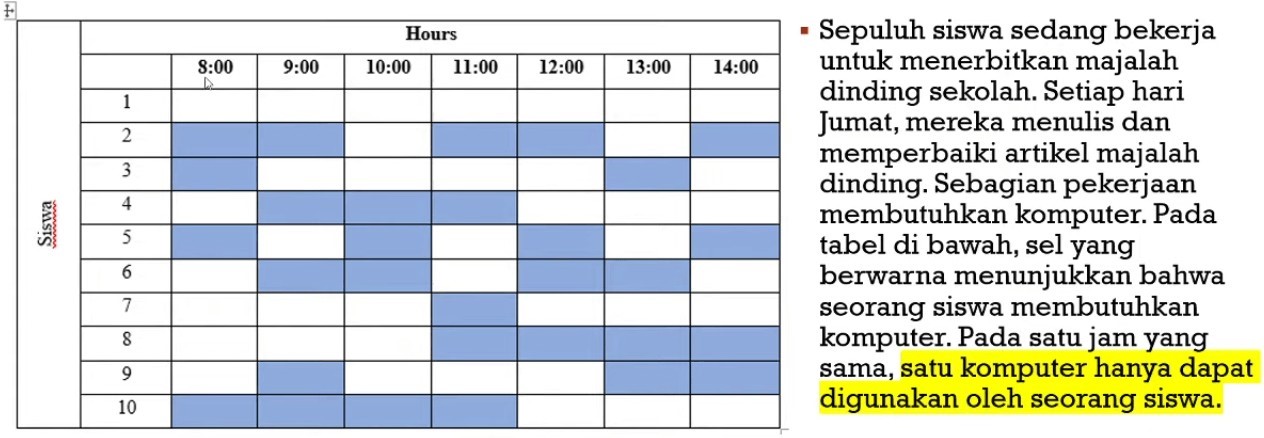 Hours
8:00 9:00 10:00 11:00 12:00 13:00 14:00
Siswa
1
2
3
4
5
6
7
8
9
10
Sepuluh siswa sedang bekerja
untuk menerbitkan majalah
dinding sekolah. Setiap hari
Jumat, mereka menulis dan
memperbaiki artikel majalah
dinding. Sebagian pekerjaan
membutuhkan komputer. Pada
tabel di bawah, sel yang
berwarna menunjukkan bahwa
seorang siswa membutuhkan
komputer. Pada satu jam yang
sama, satu komputer hanya dapat
digunakan oleh seorang siswa.